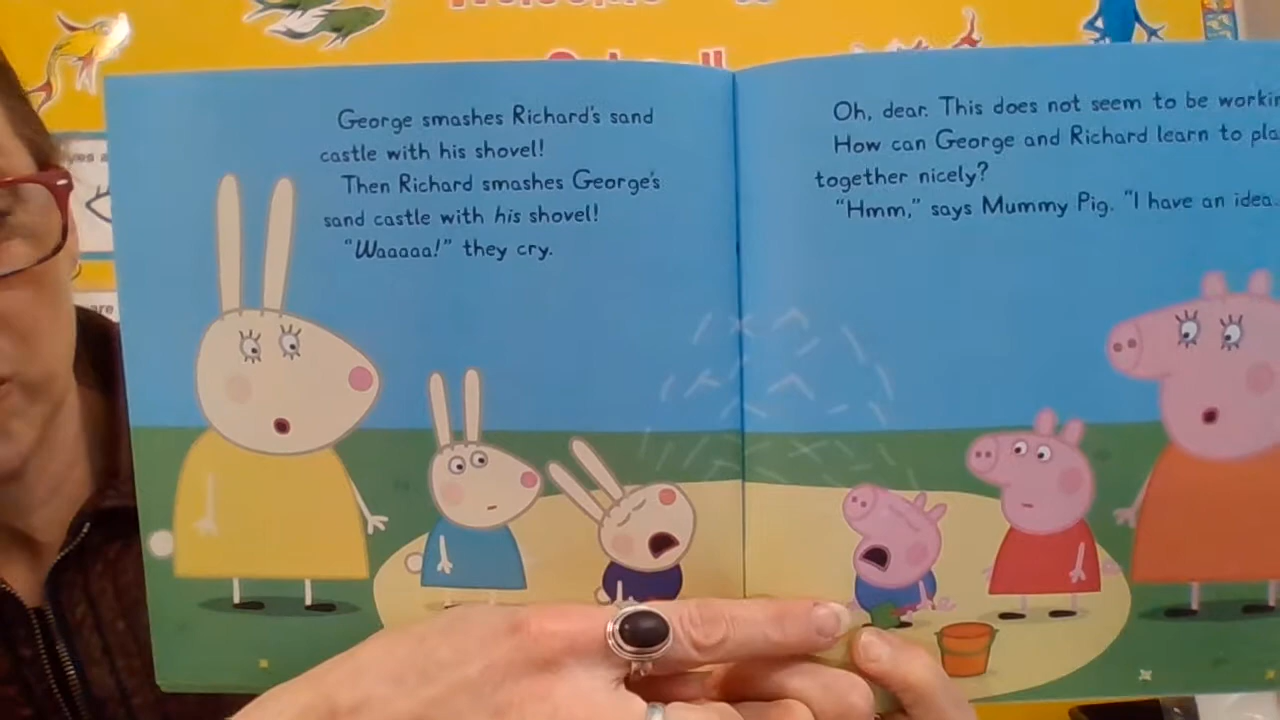 George smashes Richard's sand
castle with his shovel!
Then Richard smashes George's
sand castle with his shovel!
"Waaaaa!" they cry.
Oh, dear. This does not seem to be
How can George and Richard learn to
together nicely?
"Hmm," says Mummy Pig. "I have an idea.